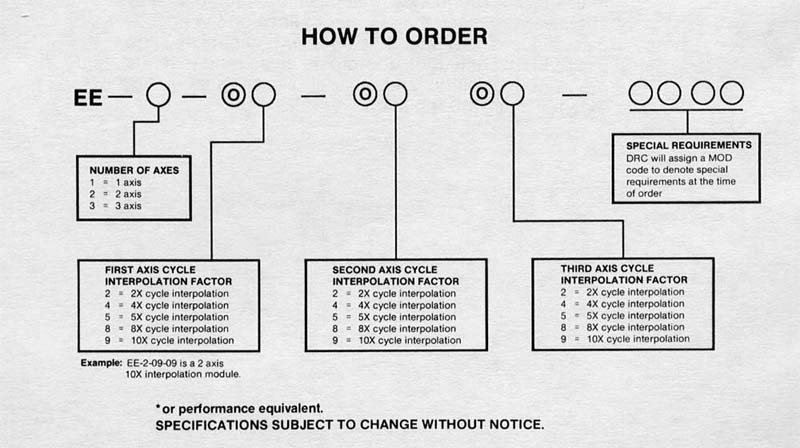 HOW TO ORDER
EE — ○ — ⓪ ○ — ⓪ ○ ⓪ ○ — ○ ○ ○ ○
NUMBER OF AXES
1 = 1 axis
2 = 2 axis
3 = 3 axis
SPECIAL REQUIREMENTS
DRC will assign a MOD
code to denote special
requirements at the time
of order
FIRST AXIS CYCLE
INTERPOLATION FACTOR
2 = 2X cycle interpolation
4 = 4X cycle interpolation
5 = 5X cycle interpolation
8 = 8X cycle interpolation
9 = 10X cycle interpolation
SECOND AXIS CYCLE
INTERPOLATION FACTOR
2 = 2X cycle interpolation
4 = 4X cycle interpolation
5 = 5X cycle interpolation
8 = 8X cycle interpolation
9 = 10X cycle interpolation
THIRD AXIS CYCLE
INTERPOLATION FACTOR
2 = 2X cycle interpolation
4 = 4X cycle interpolation
5 = 5X cycle interpolation
8 = 8X cycle interpolation
9 = 10X cycle interpolation
Example: EE-2-09-09 is a 2 axis
10X interpolation module.
*or performance equivalent.
SPECIFICATIONS SUBJECT TO CHANGE WITHOUT NOTICE.